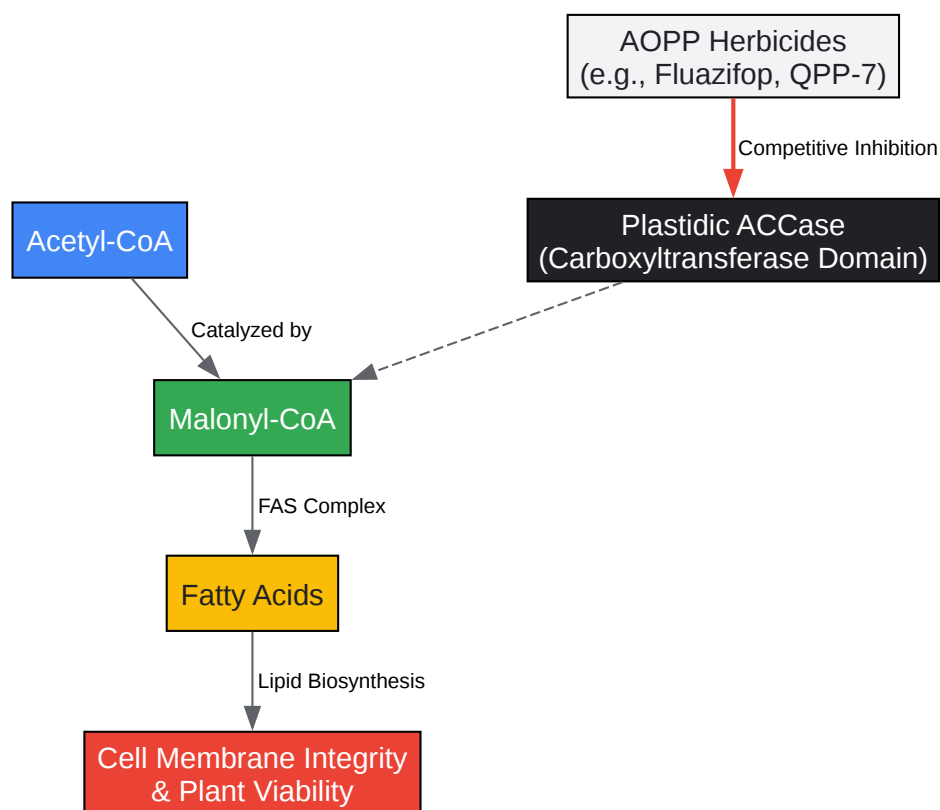 AOPP Herbicides
(e.g., Fluazifop, QPP-7)
Competitive Inhibition
Plastidic ACCase
(Carboxyltransferase Domain)
Acetyl-CoA
Catalyzed by
Malonyl-CoA
FAS Complex
Fatty Acids
Lipid Biosynthesis
Cell Membrane Integrity
& Plant Viability